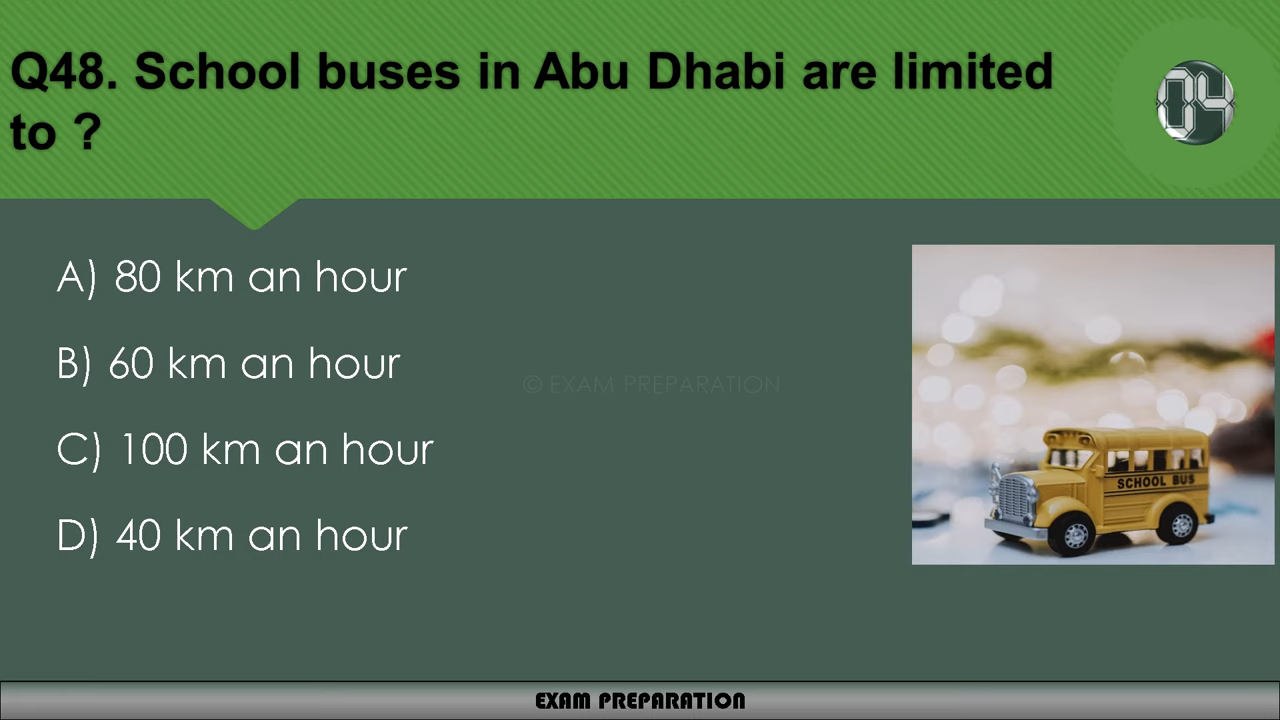 Q48. School buses in Abu Dhabi are limited
to ?
04
A) 80 km an hour
B) 60 km an hour
© EXAM PREPARATION
C) 100 km an hour
D) 40 km an hour
SCHOOL BUS
EXAM PREPARATION